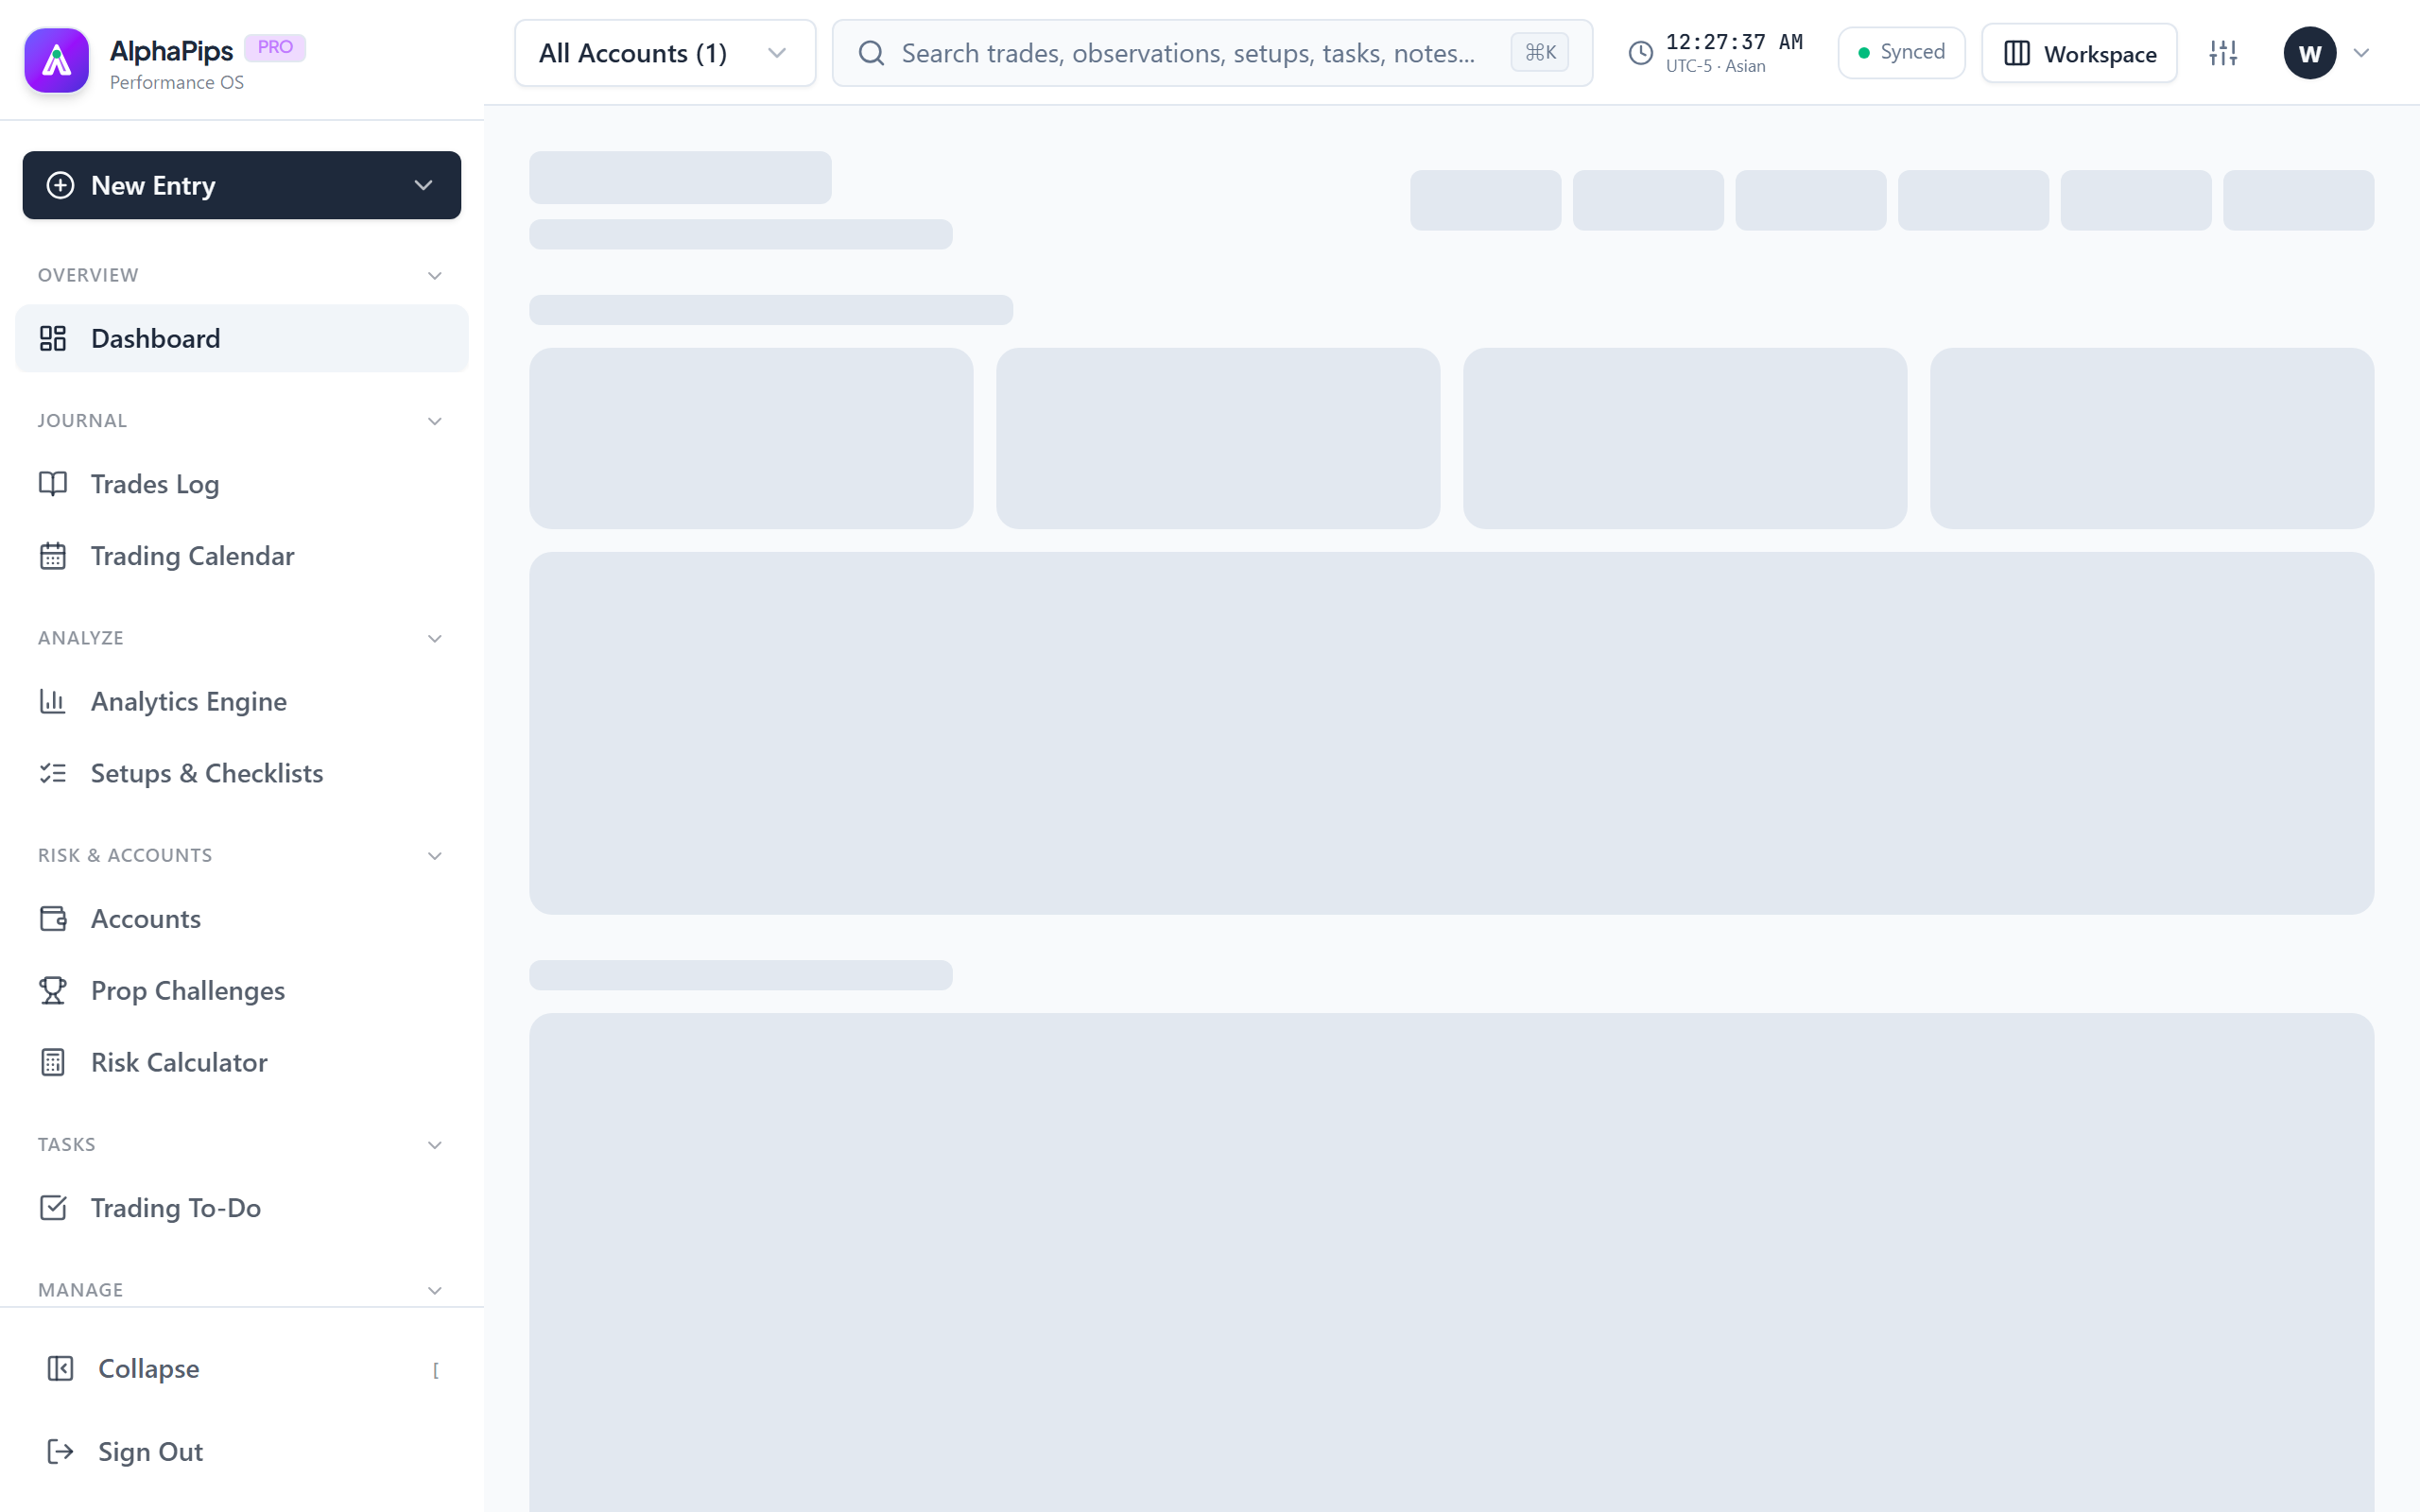 AlphaPips PRO
Performance OS
New Entry
OVERVIEW
Dashboard
JOURNAL
Trades Log
Trading Calendar
ANALYZE
Analytics Engine
Setups & Checklists
RISK & ACCOUNTS
Accounts
Prop Challenges
Risk Calculator
TASKS
Trading To-Do
MANAGE
Collapse [
Sign Out
All Accounts (1)
Search trades, observations, setups, tasks, notes... ⌘K
12:27:37 AM
UTC-5 · Asian
Synced
Workspace
W